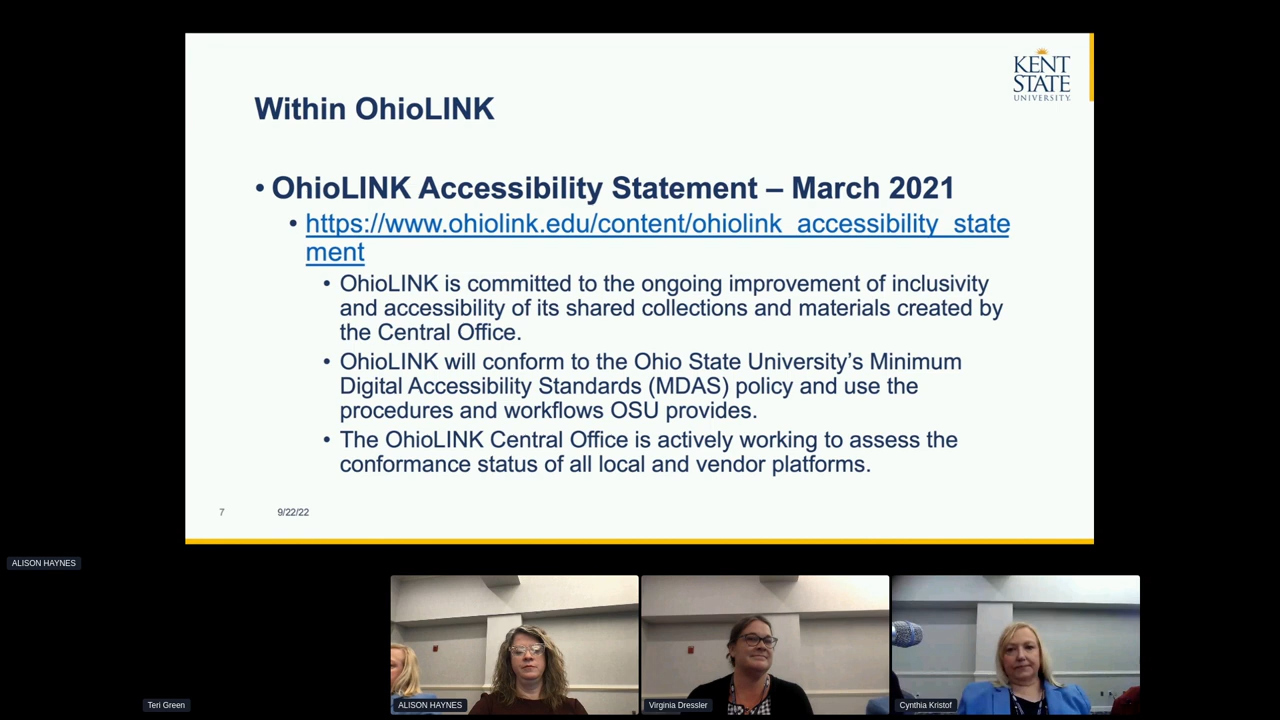 KENT
STATE
UNIVERSITY
Within OhioLINK
• OhioLINK Accessibility Statement – March 2021
• https://www.ohiolink.edu/content/ohiolink_accessibility_state
ment
• OhioLINK is committed to the ongoing improvement of inclusivity
and accessibility of its shared collections and materials created by
the Central Office.
• OhioLINK will conform to the Ohio State University’s Minimum
Digital Accessibility Standards (MDAS) policy and use the
procedures and workflows OSU provides.
• The OhioLINK Central Office is actively working to assess the
conformance status of all local and vendor platforms.
7 9/22/22
ALISON HAYNES
Teri Green
ALISON HAYNES
Virginia Dressler
Cynthia Kristof